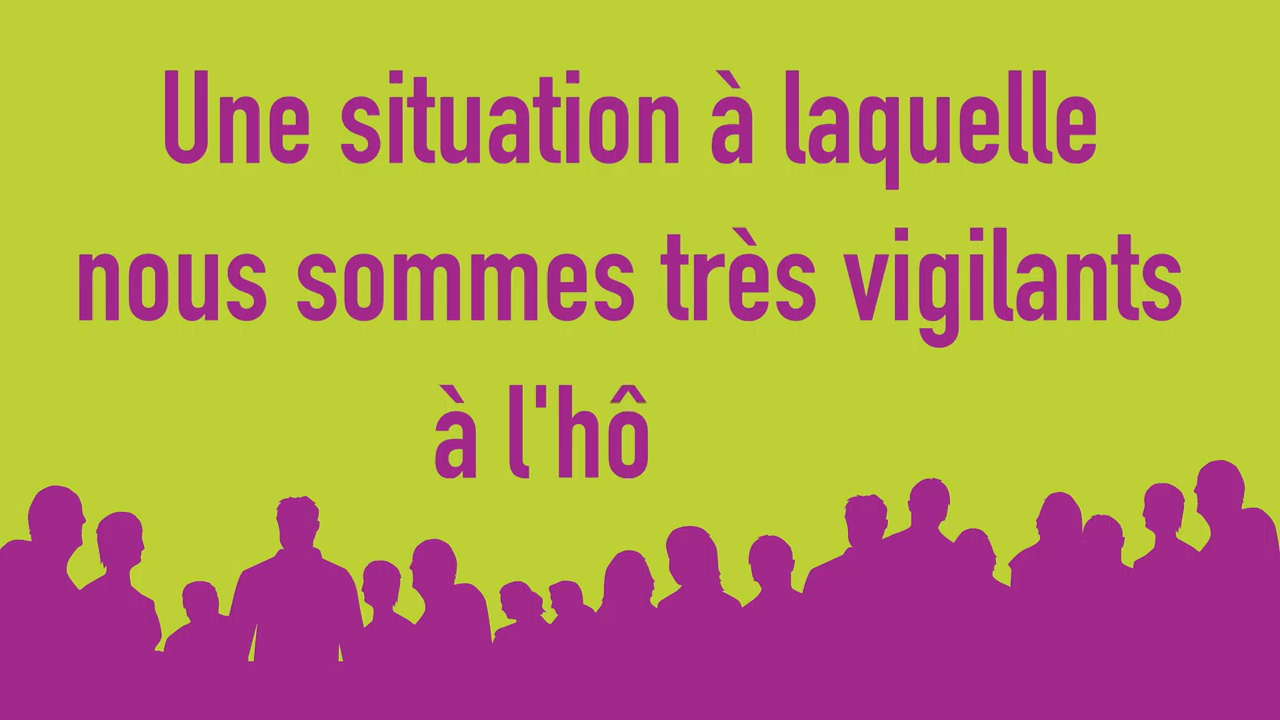 Une situation à laquelle
nous sommes très vigilants
à l'hô